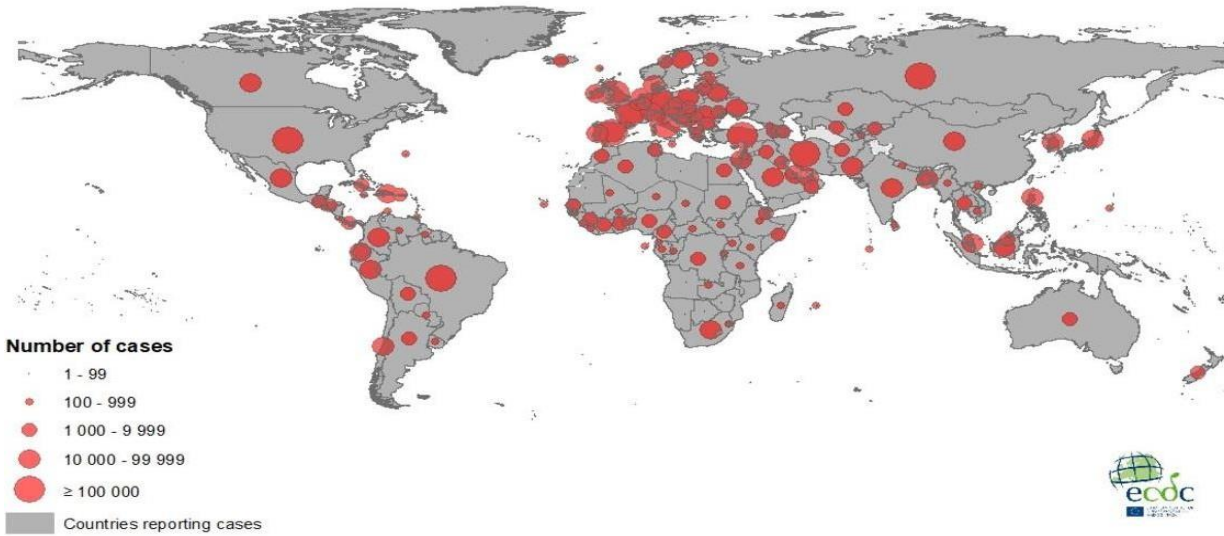 Number of cases
1 - 99
100 - 999
1 000 - 9 999
10 000 - 99 999
≥ 100 000
Countries reporting cases
ecdc